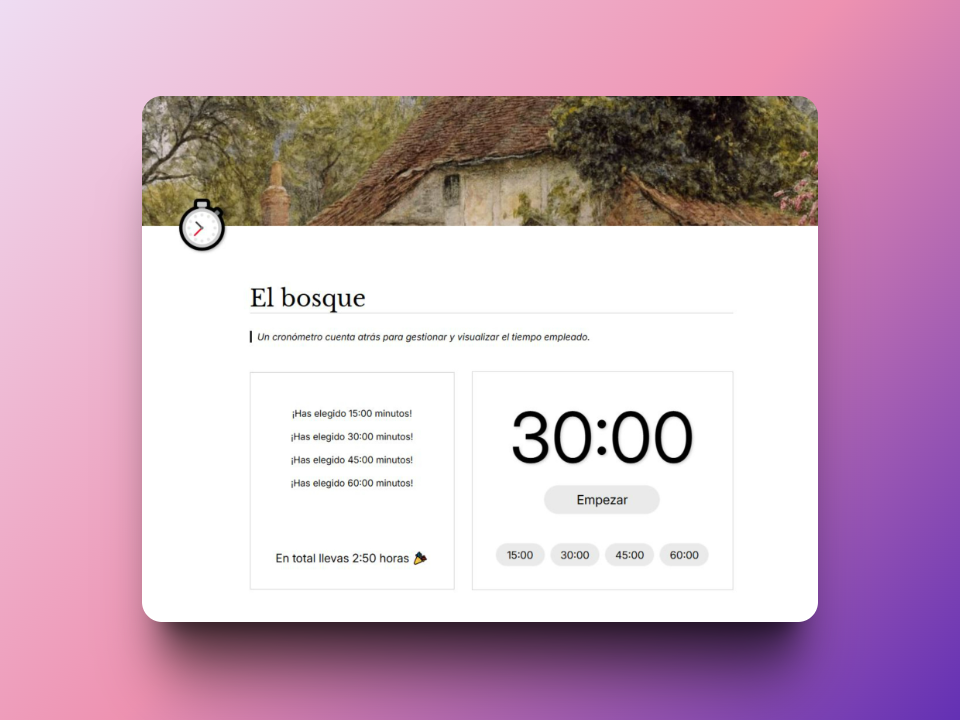 El bosque
Un cronómetro cuenta atrás para gestionar y visualizar el tiempo empleado.
¡Has elegido 15:00 minutos!
¡Has elegido 30:00 minutos!
¡Has elegido 45:00 minutos!
¡Has elegido 60:00 minutos!
En total llevas 2:50 horas 🎉
30:00
Empezar
15:00 30:00 45:00 60:00